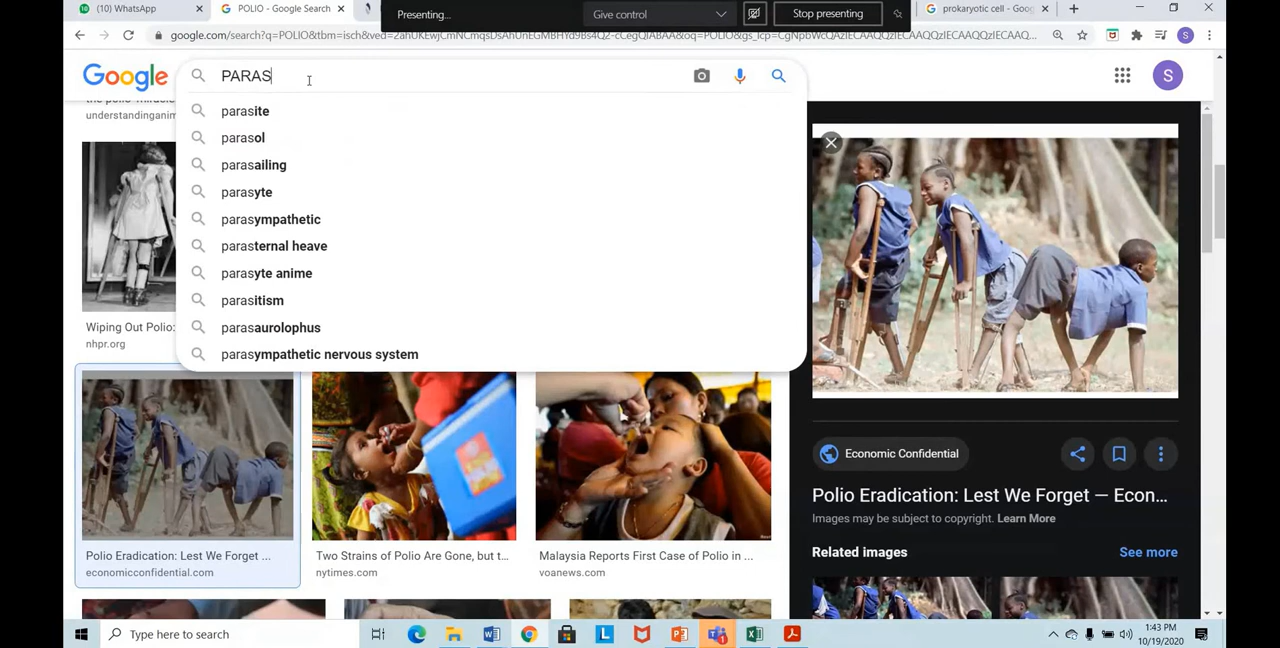 (10) WhatsApp
POLIO - Google Search
Presenting...
Give control
Stop presenting
prokaryotic cell - Goog
google.com/search?q=POLIO&tbm=isch&ved=2ahUKEwjCmNCmqsDsAhUnEGMBHYd9Bs4Q2-cCegQIABAA&oq=POLIO&gs_lcp=CgNpbWcQAzIECAAQQzIECAAQQzIECAAQQzIECAAQQzIECAAQ...
S
Google
PARAS
S
parasite
parasol
parasailing
parasyte
parasympathetic
parasternal heave
parasyte anime
parasitism
parasaurolophus
parasympathetic nervous system
the polio miracle
understandinganim
Wiping Out Polio:
nhpr.org
Polio Eradication: Lest We Forget ...
economicconfidential.com
Two Strains of Polio Are Gone, but t...
nytimes.com
Malaysia Reports First Case of Polio in ...
voanews.com
Economic Confidential
Polio Eradication: Lest We Forget — Econ...
Images may be subject to copyright. Learn More
Related images
See more
Type here to search
1:43 PM
10/19/2020